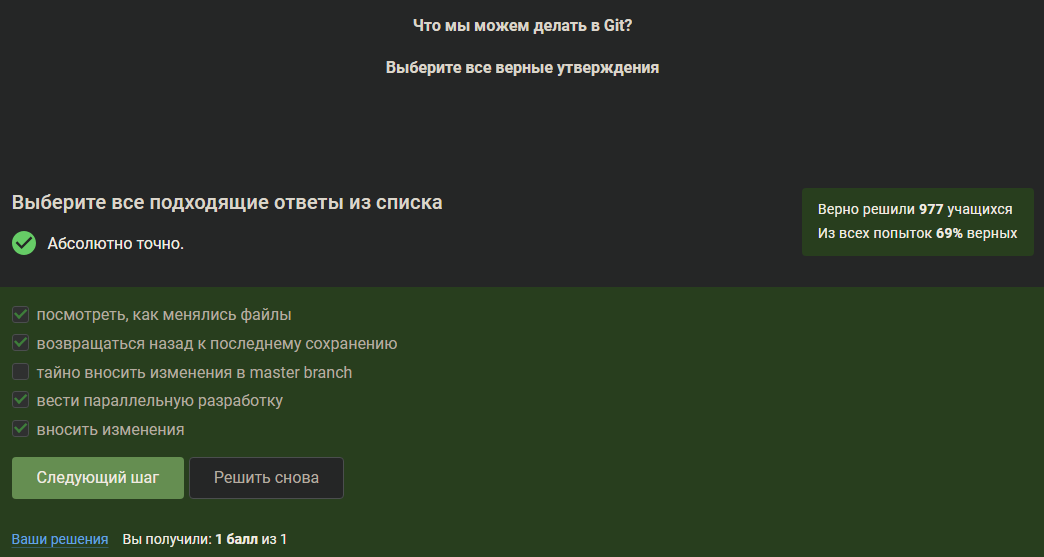 Что мы можем делать в Git?
Выберите все верные утверждения
Выберите все подходящие ответы из списка
Абсолютно точно.
Верно решили 977 учащихся
Из всех попыток 69% верных
посмотреть, как менялись файлы
возвращаться назад к последнему сохранению
тайно вносить изменения в master branch
вести параллельную разработку
вносить изменения
Следующий шаг
Решить снова
Ваши решения
Вы получили: 1 балл из 1